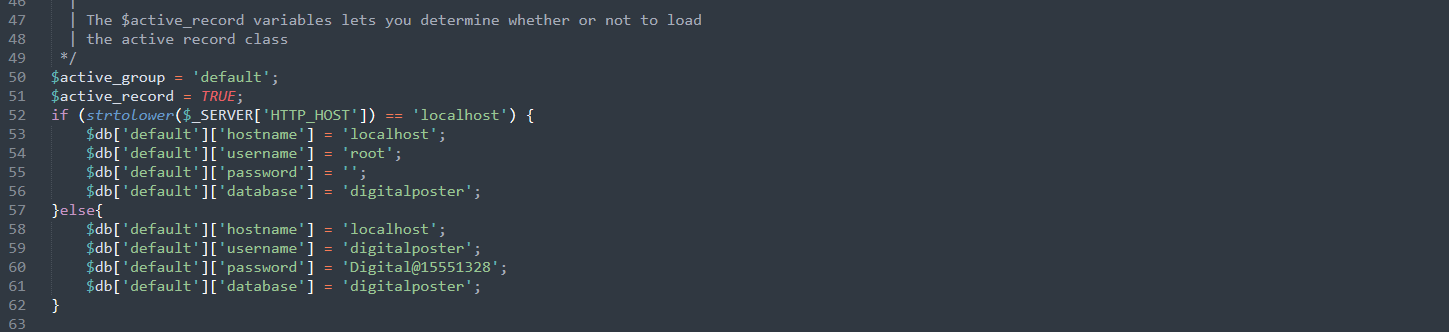 46 |
47 | The $active_record variables lets you determine whether or not to load
48 | the active record class
49 */
50 $active_group = 'default';
51 $active_record = TRUE;
52 if (strtolower($_SERVER['HTTP_HOST']) == 'localhost') {
53 $db['default']['hostname'] = 'localhost';
54 $db['default']['username'] = 'root';
55 $db['default']['password'] = '';
56 $db['default']['database'] = 'digitalposter';
57 }else{
58 $db['default']['hostname'] = 'localhost';
59 $db['default']['username'] = 'digitalposter';
60 $db['default']['password'] = 'Digital@15551328';
61 $db['default']['database'] = 'digitalposter';
62 }
63